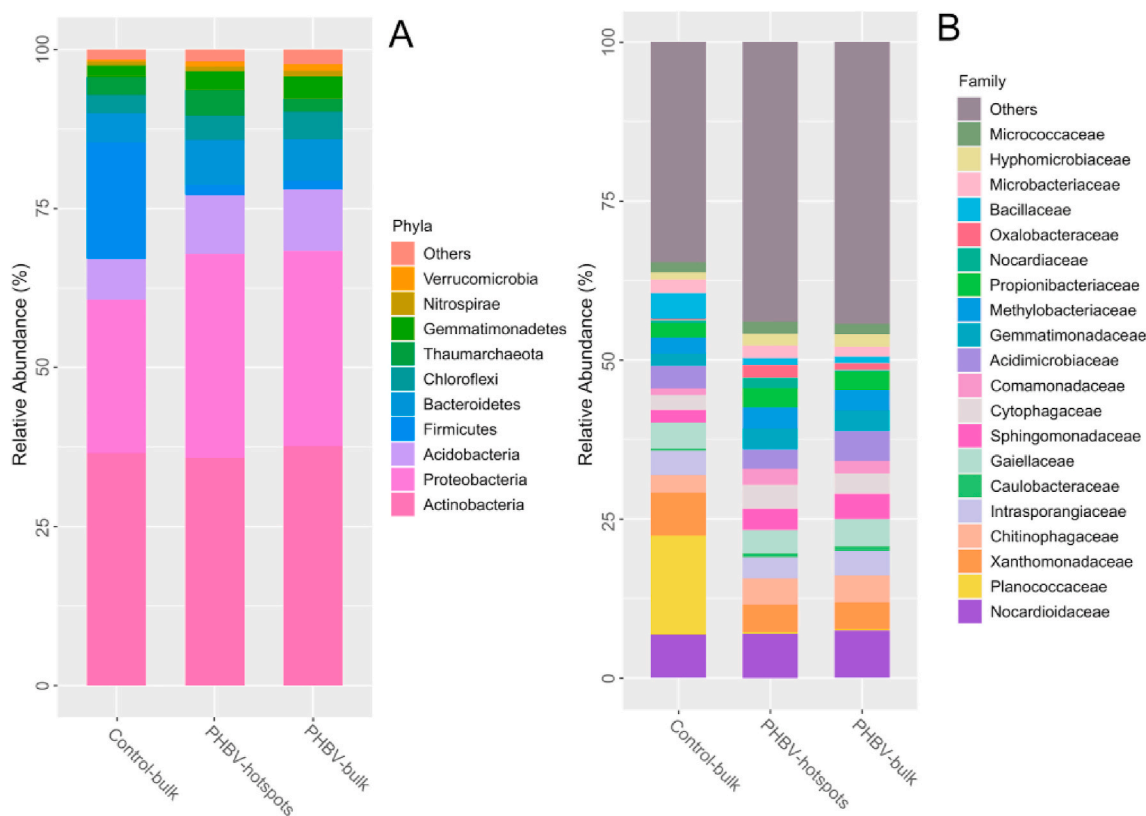 A
Relative Abundance (%)
100
75
50
25
0
Control-bulk
PHBV-hotspots
PHBV-bulk
Phyla
Others
Verrucomicrobia
Nitrospirae
Gemmatimonadetes
Thaumarchaeota
Chloroflexi
Bacteroidetes
Firmicutes
Acidobacteria
Proteobacteria
Actinobacteria
B
Relative Abundance (%)
100
75
50
25
0
Control-bulk
PHBV-hotspots
PHBV-bulk
Family
Others
Micrococcaceae
Hyphomicrobiaceae
Microbacteriaceae
Bacillaceae
Oxalobacteraceae
Nocardiaceae
Propionibacteriaceae
Methylobacteriaceae
Gemmatimonadaceae
Acidimicrobiaceae
Comamonadaceae
Cytophagaceae
Sphingomonadaceae
Gaiellaceae
Caulobacteraceae
Intrasporangiaceae
Chitinophagaceae
Xanthomonadaceae
Planococcaceae
Nocardioidaceae